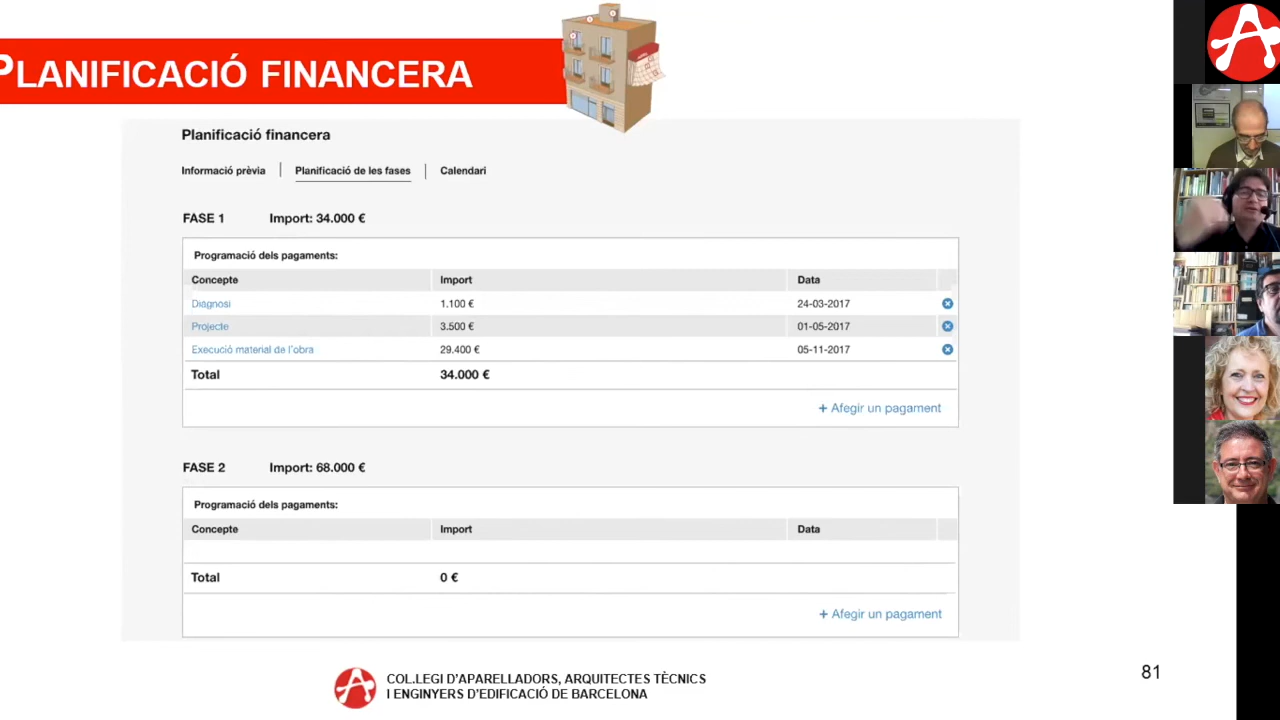 PLANIFICACIÓ FINANCERA
Planificació financera
Informació prèvia | Planificació de les fases | Calendari
FASE 1 Import: 34.000 €
Programació dels pagaments:
Concepte Import Data
Diagnosi 1.100 € 24-03-2017
Projecte 3.500 € 01-05-2017
Execució material de l'obra 29.400 € 05-11-2017
Total 34.000 €
+ Afegir un pagament
FASE 2 Import: 68.000 €
Programació dels pagaments:
Concepte Import Data
Total 0 €
+ Afegir un pagament
COL.LEGI D'APARELLADORS, ARQUITECTES TÈCNICS
I ENGINYERS D'EDIFICACIÓ DE BARCELONA
81